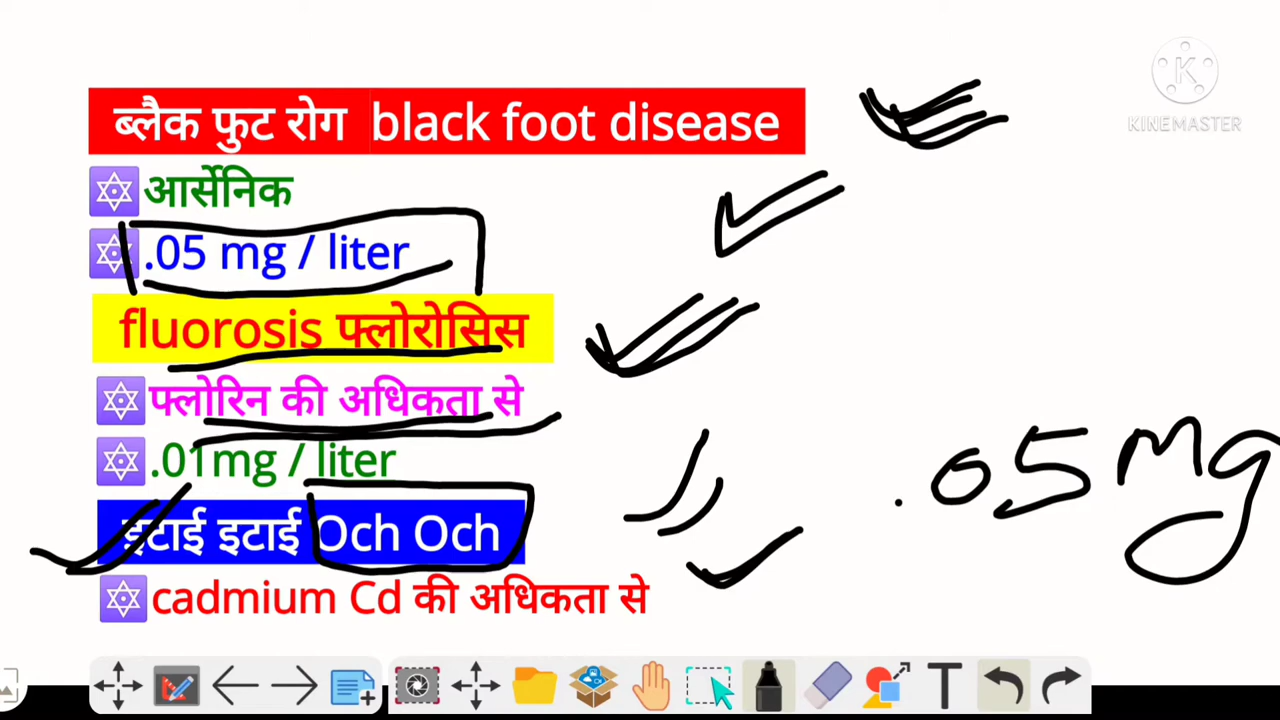 ब्लैक फुट रोग black foot disease
आर्सेनिक
.05 mg / liter
fluorosis फ्लोरोसिस
फ्लोरिन की अधिकता से
.01mg / liter
इटाई इटाई Och Och
cadmium Cd की अधिकता से
.05 Mg
K
KINEMASTER
T